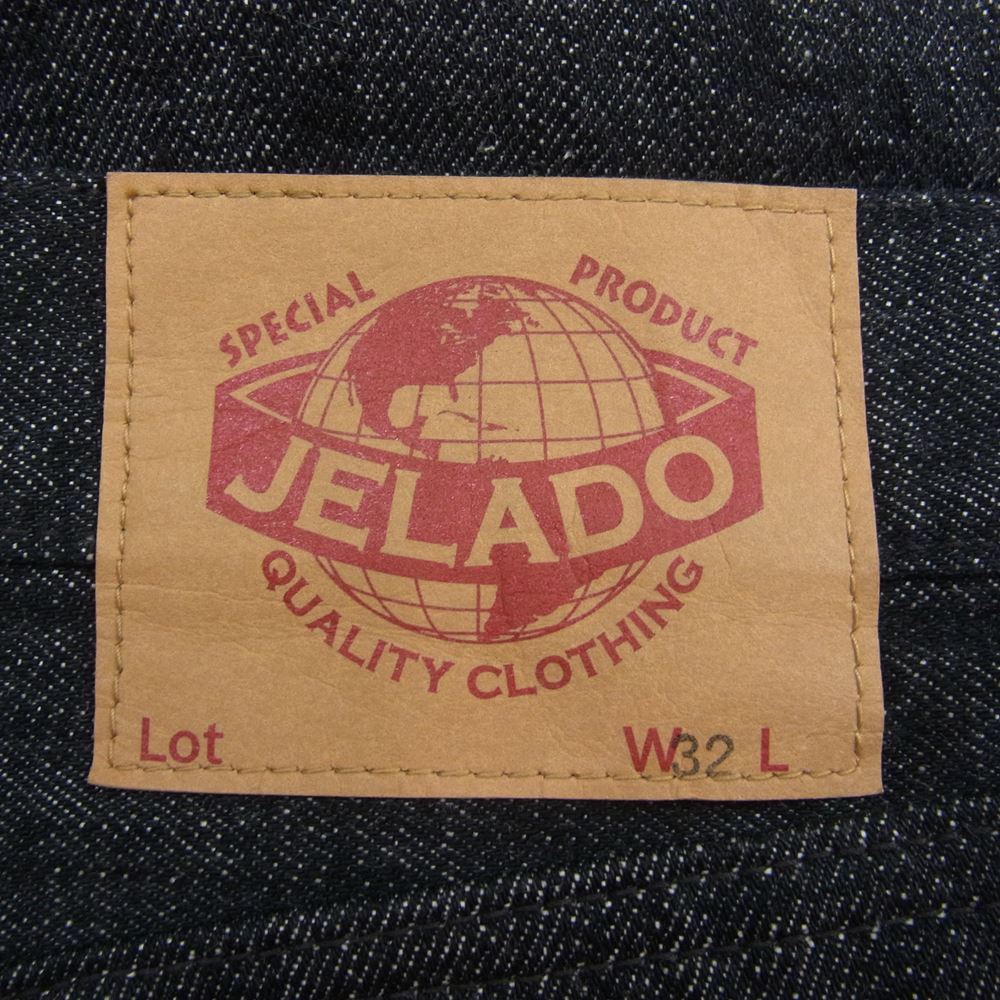 SPECIAL PRODUCT
JELADO
QUALITY CLOTHING
Lot W32 L